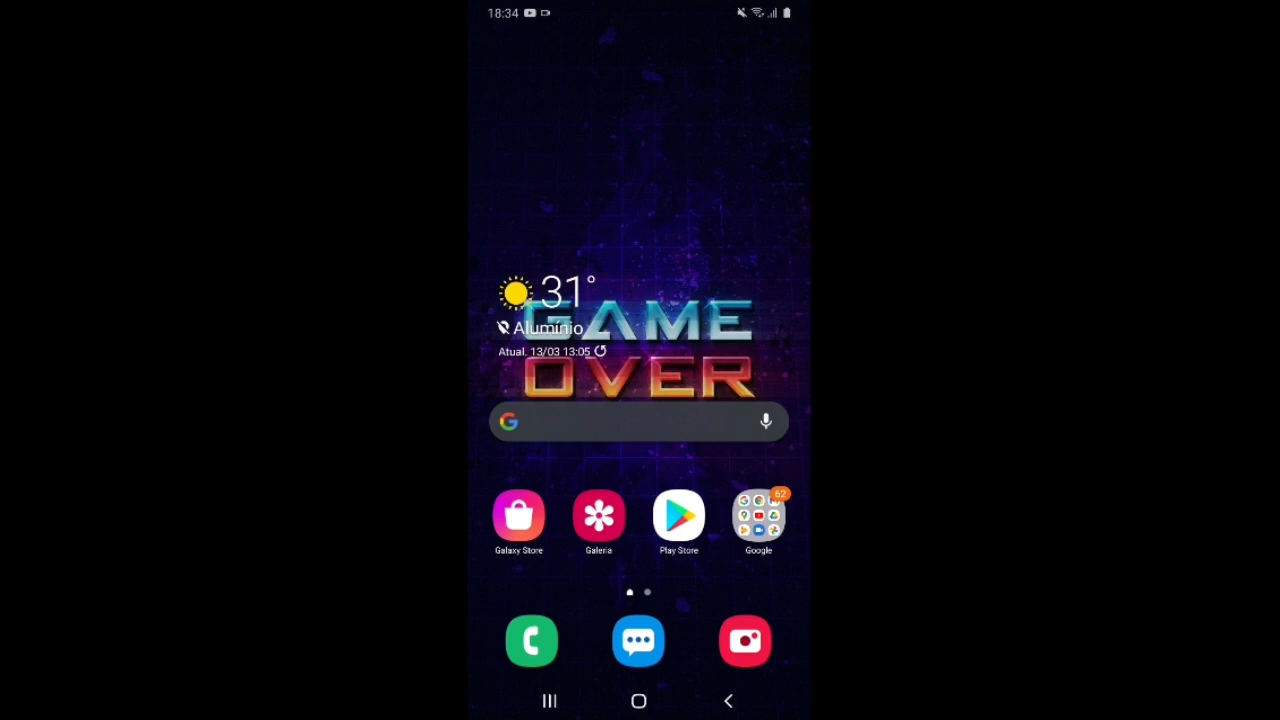 18:34
31°
Alumínio
Atual. 13/03 13:05
GAME
OVER
G
62
Galaxy Store
Galeria
Play Store
Google